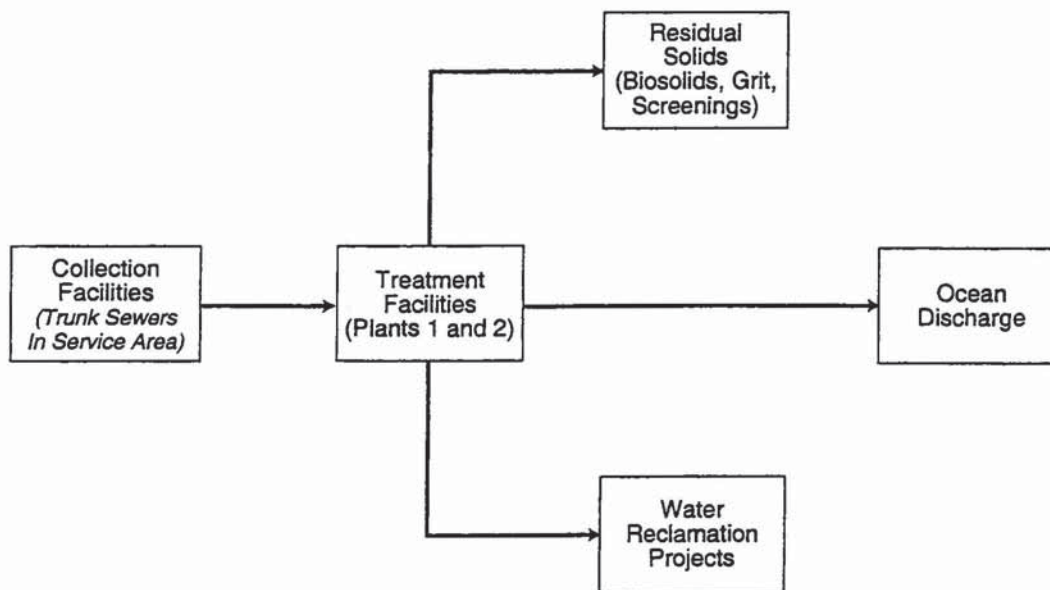 Residual
Solids
(Biosolids, Grit,
Screenings)
Collection
Facilities
(Trunk Sewers
In Service Area)
Treatment
Facilities
(Plants 1 and 2)
Ocean
Discharge
Water
Reclamation
Projects